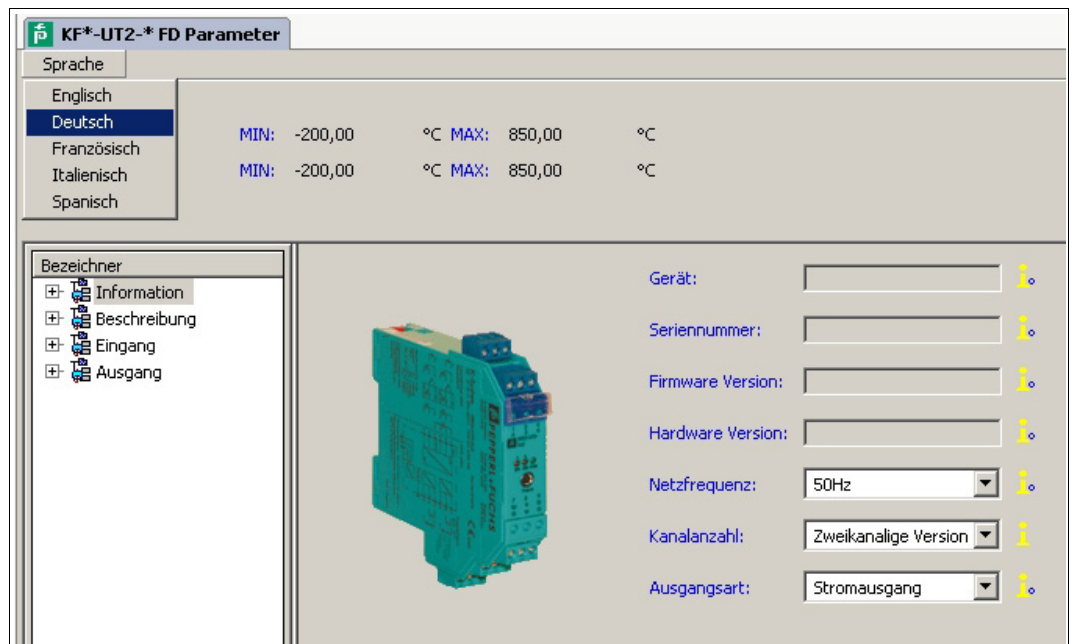 KF*-UT2-* FD Parameter
Sprache
Englisch
Deutsch
Französisch
Italienisch
Spanisch
MIN: -200,00 °C MAX: 850,00 °C
MIN: -200,00 °C MAX: 850,00 °C
Bezeichner
Information
Beschreibung
Eingang
Ausgang
PEPPERL+FUCHS
Gerät:
Seriennummer:
Firmware Version:
Hardware Version:
Netzfrequenz: 50Hz
Kanalanzahl: Zweikanalige Version
Ausgangsart: Stromausgang